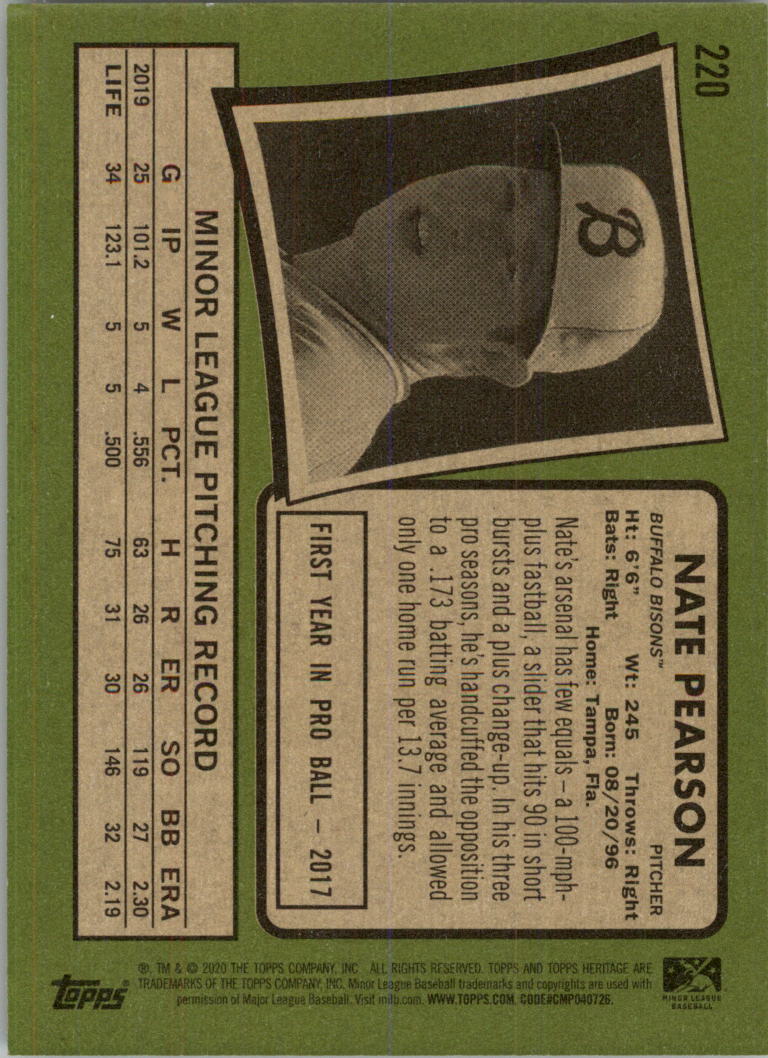 220
B
NATE PEARSON
BUFFALO BISONS™ PITCHER
Ht: 6'6" Wt: 245 Throws: Right
Bats: Right Born: 08/20/96
Home: Tampa, Fla.
Nate's arsenal has few equals – a 100-mph-
plus fastball, a slider that hits 90 in short
bursts and a plus change-up. In his three
pro seasons, he's handcuffed the opposition
to a .173 batting average and allowed
only one home run per 13.7 innings.
FIRST YEAR IN PRO BALL – 2017
MINOR LEAGUE PITCHING RECORD
G IP W L PCT. H R ER SO BB ERA
2019 25 101.2 5 4 .556 63 26 26 119 27 2.30
LIFE 34 123.1 5 5 .500 75 31 30 146 32 2.19
MINOR LEAGUE
BASEBALL
®, TM & © 2020 THE TOPPS COMPANY, INC. ALL RIGHTS RESERVED. TOPPS AND TOPPS HERITAGE ARE
TRADEMARKS OF THE TOPPS COMPANY, INC. Minor League Baseball trademarks and copyrights are used with
permission of Major League Baseball. Visit milb.com. WWW.TOPPS.COM. CODE#CMP040726.
topps®